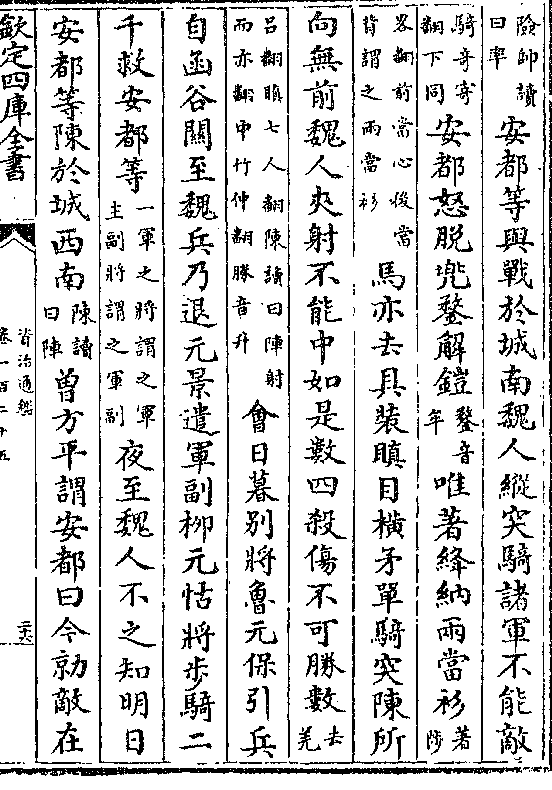 險帥讀
曰率
安都等與戰於城南魏人縱突騎諸軍不能敵
騎奇寄
翻下同
安都怒脫兜鍪解鎧
鍪音
牟
唯著絳納兩當衫
著
陟
畧翻前當心後當
背謂之兩當衫
馬亦去具裝瞋目橫矛單騎突陳所
向無前魏人夾射不能中如是數四殺傷不可勝數
去
羌
呂翻瞋七人翻陳讀曰陣射
而亦翻中竹仲翻勝音升
會日暮别將魯元保引兵
自函谷關至魏兵乃退元景遣軍副柳元怙將步騎二
千救安都等
一軍之將謂之軍
主副將謂之軍副
夜至魏人不之知明日
安都等陳於城西南
陳讀
曰陣
曾方平謂安都曰今勍敵在
欽定四庫全書
資治通鑑
卷一百二十五